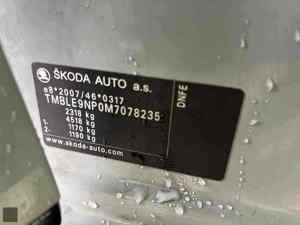 ŠKODA AUTO a.s.
e8*2007/46*0317
TMBLE9NP0M7078235
2318 kg
4518 kg
1- 1170 kg
2- 1190 kg
www.skoda-auto.com
DNFE